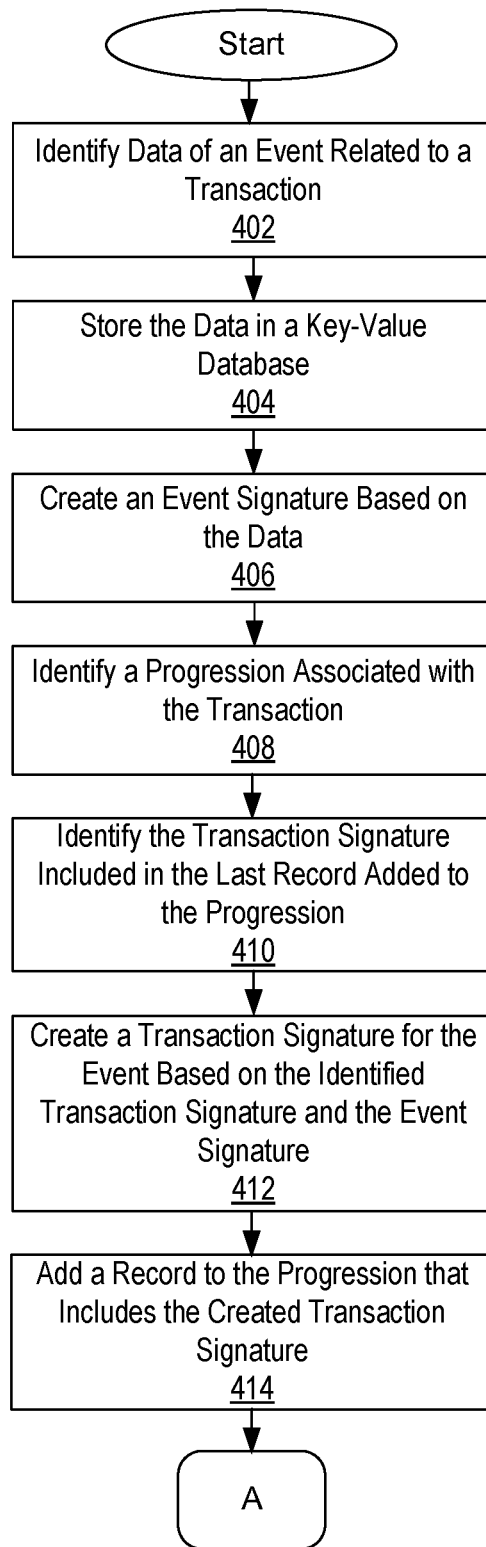 Start
Identify Data of an Event Related to a
Transaction
402
Store the Data in a Key-Value
Database
404
Create an Event Signature Based on
the Data
406
Identify a Progression Associated with
the Transaction
408
Identify the Transaction Signature
Included in the Last Record Added to
the Progression
410
Create a Transaction Signature for the
Event Based on the Identified
Transaction Signature and the Event
Signature
412
Add a Record to the Progression that
Includes the Created Transaction
Signature
414
A